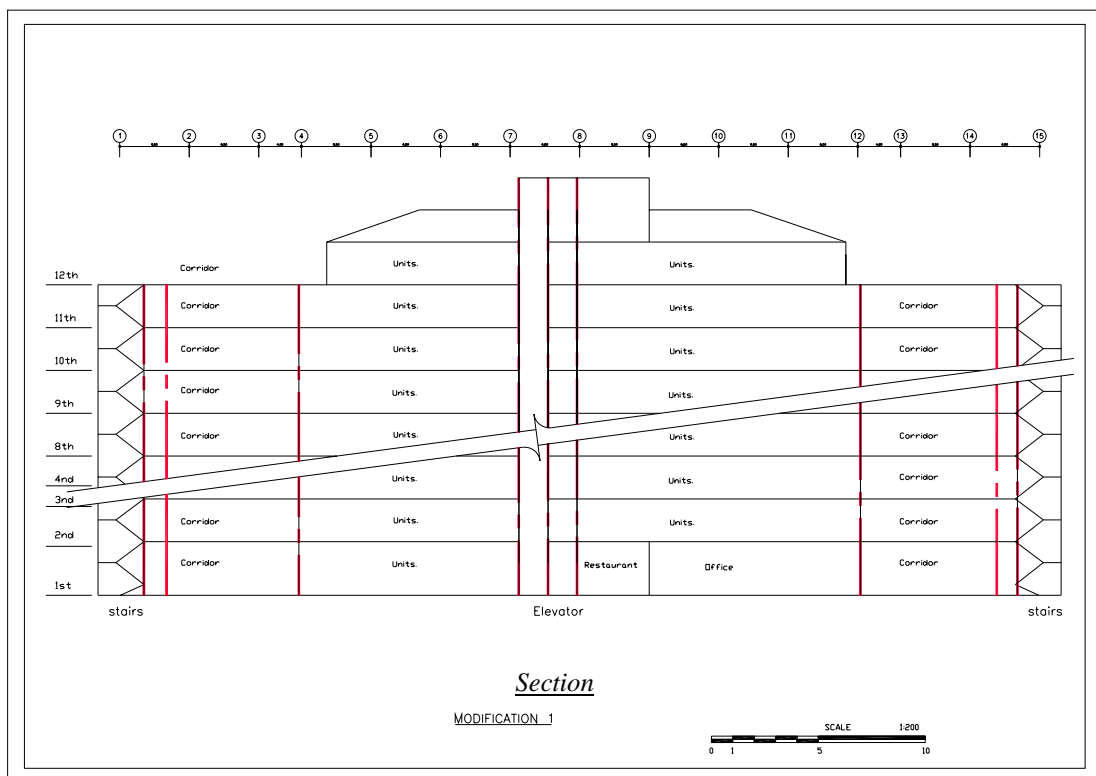 1 2 3 4 5 6 7 8 9 10 11 12 13 14 15
12th Corridor Units. Units.
11th Corridor Units. Units. Corridor
10th Corridor Units. Units. Corridor
9th Corridor Units. Units. Corridor
8th Corridor Units. Units. Corridor
4nd Units. Units. Corridor
3nd
2nd Corridor Units. Units. Corridor
1st Corridor Units. Restaurant Office Corridor
stairs Elevator stairs
Section
MODIFICATION 1
SCALE 1:200
0 1 5 10